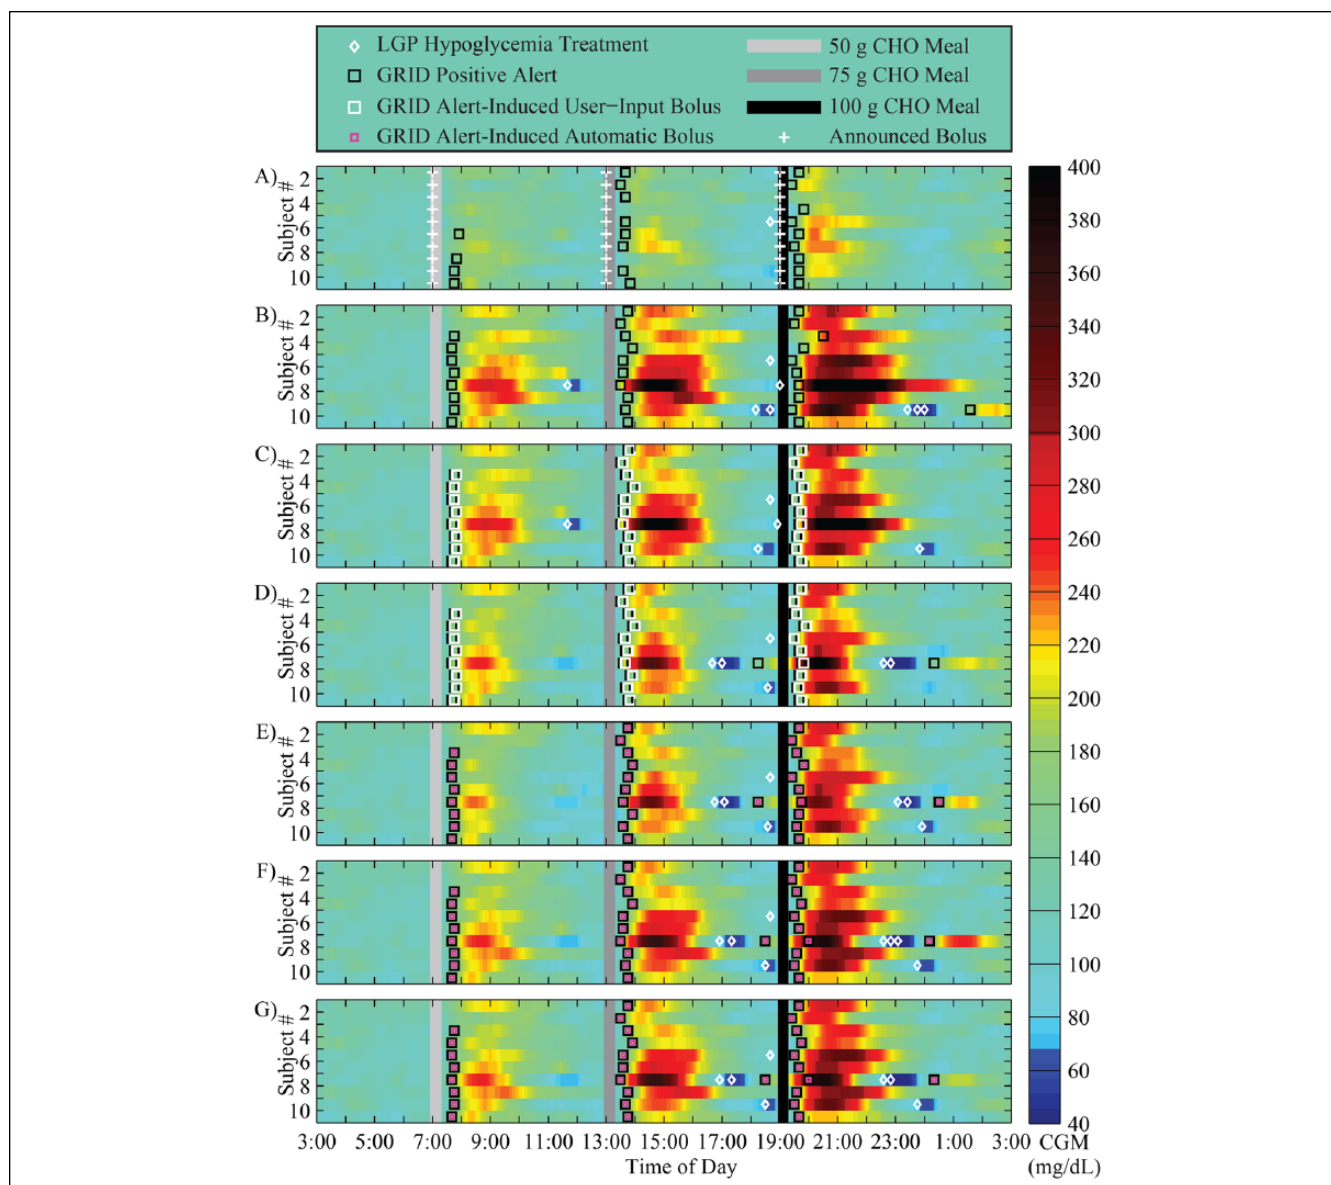 LGP Hypoglycemia Treatment
GRID Positive Alert
GRID Alert-Induced User-Input Bolus
GRID Alert-Induced Automatic Bolus
50 g CHO Meal
75 g CHO Meal
100 g CHO Meal
Announced Bolus
A)
Subject #
2
4
6
8
10
B)
Subject #
2
4
6
8
10
C)
Subject #
2
4
6
8
10
D)
Subject #
2
4
6
8
10
E)
Subject #
2
4
6
8
10
F)
Subject #
2
4
6
8
10
G)
Subject #
2
4
6
8
10
3:00 5:00 7:00 9:00 11:00 13:00 15:00 17:00 19:00 21:00 23:00 1:00 3:00
Time of Day
400
380
360
340
320
300
280
260
240
220
200
180
160
140
120
100
80
60
40
CGM
(mg/dL)